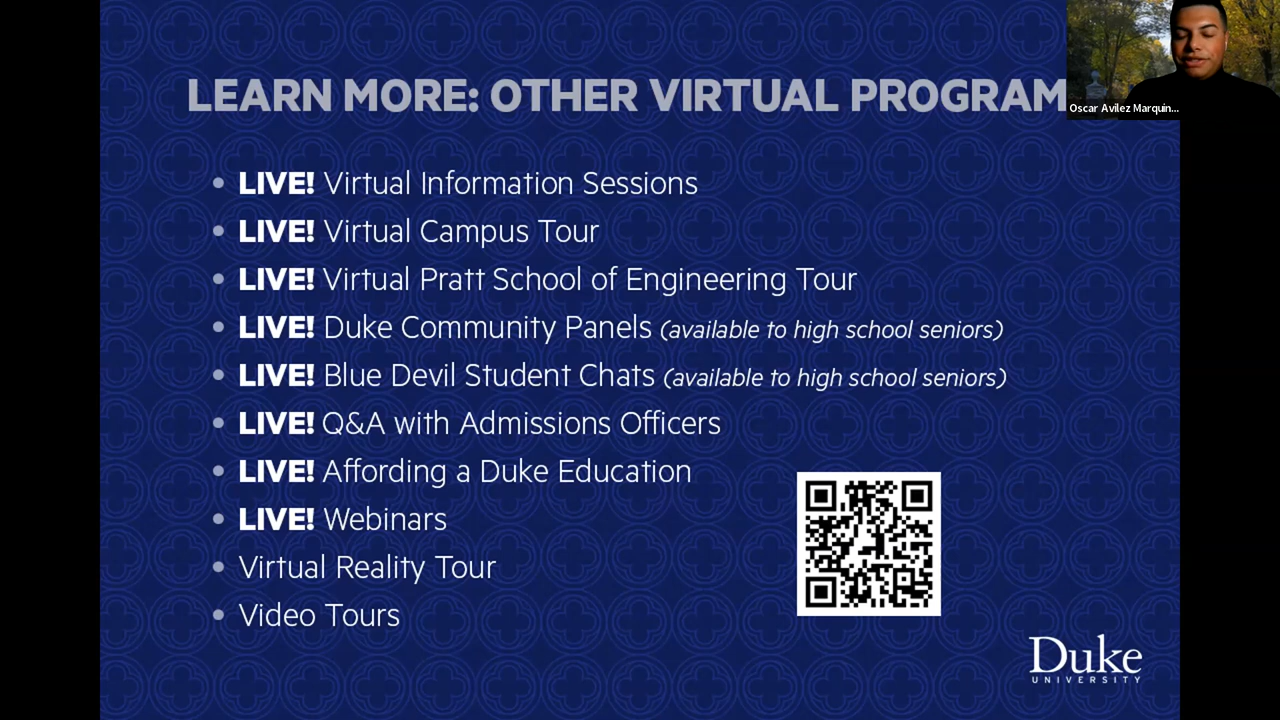 LEARN MORE: OTHER VIRTUAL PROGRAM
Oscar Avilez Marquin...
• LIVE! Virtual Information Sessions
• LIVE! Virtual Campus Tour
• LIVE! Virtual Pratt School of Engineering Tour
• LIVE! Duke Community Panels (available to high school seniors)
• LIVE! Blue Devil Student Chats (available to high school seniors)
• LIVE! Q&A with Admissions Officers
• LIVE! Affording a Duke Education
• LIVE! Webinars
• Virtual Reality Tour
• Video Tours
Duke
UNIVERSITY